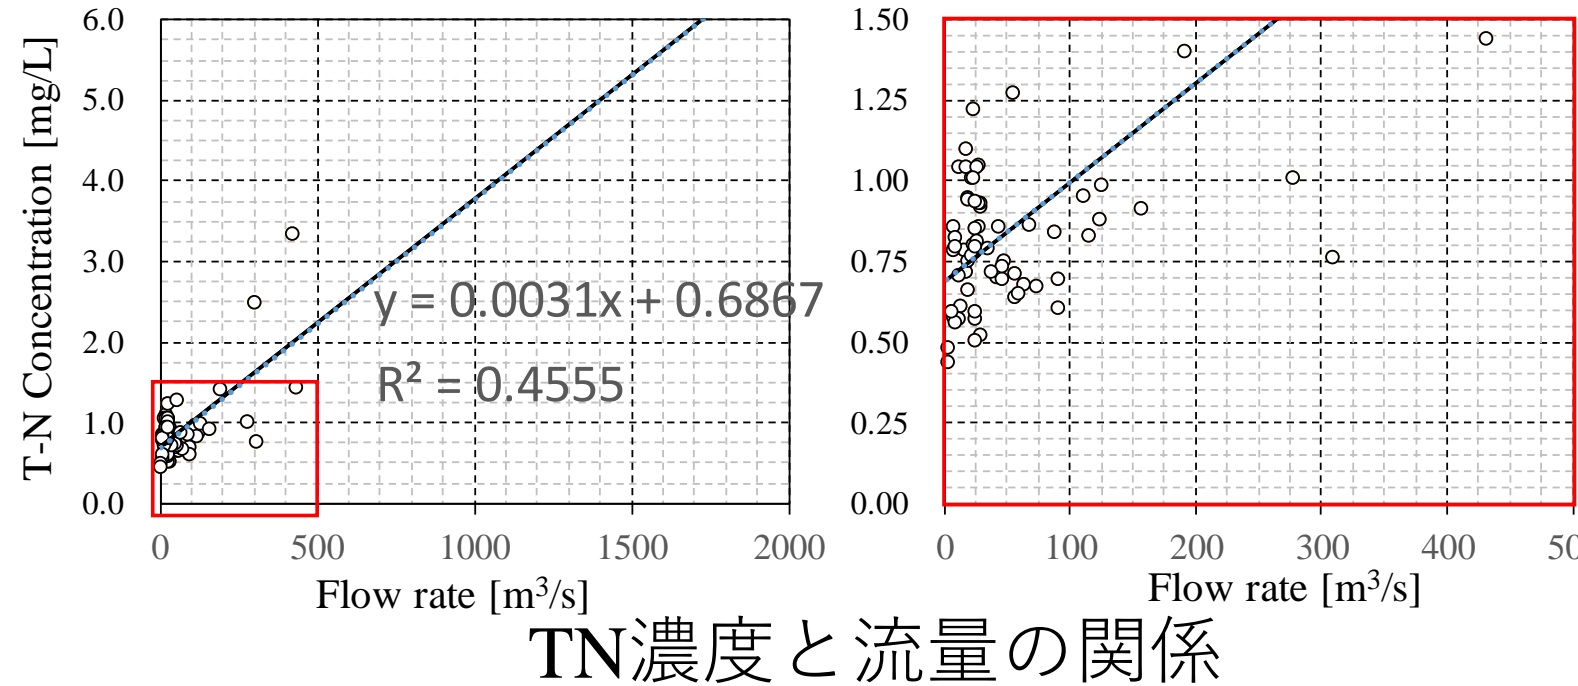 T-N Concentration [mg/L]
6.0
5.0
4.0
3.0
2.0
1.0
0.0
0 500 1000 1500 2000
Flow rate [m³/s]
y = 0.0031x + 0.6867
R² = 0.4555
1.50
1.25
1.00
0.75
0.50
0.25
0.00
0 100 200 300 400 50
Flow rate [m³/s]
TN濃度と流量の関係